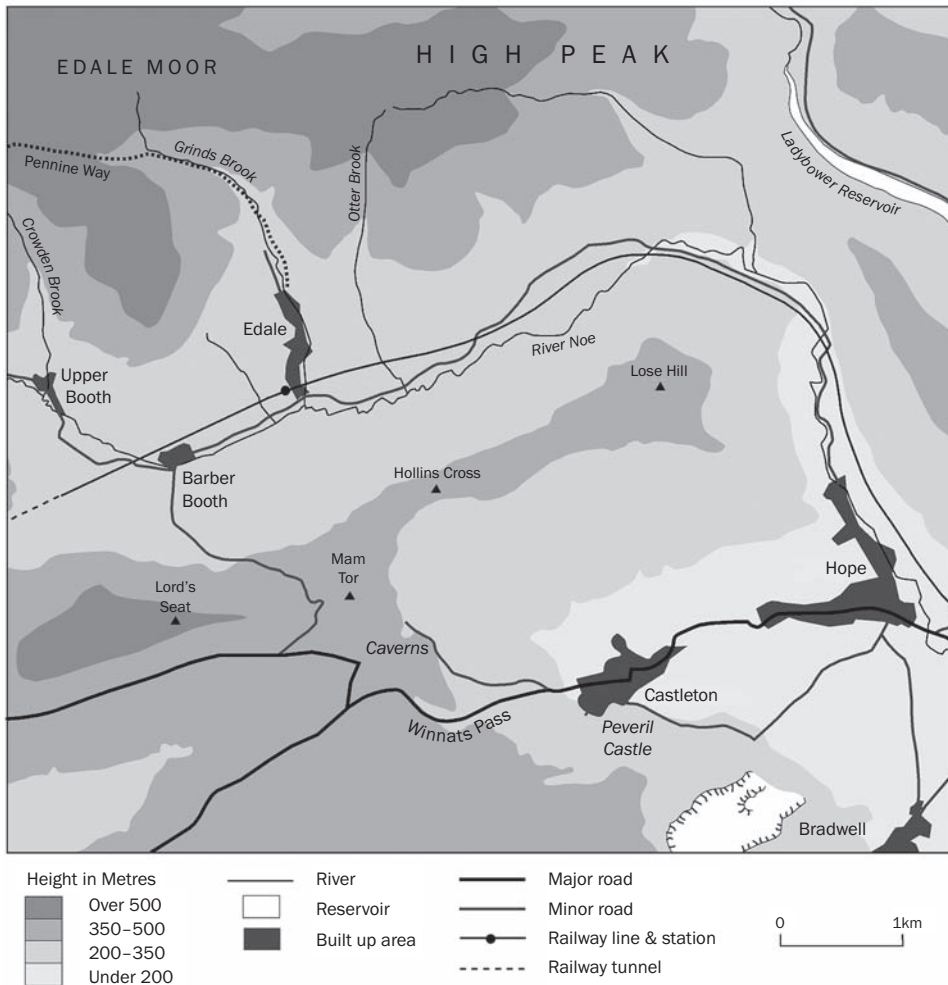 EDALE MOOR
HIGH PEAK
Pennine Way
Grinds Brook
Otter Brook
Ladybower Reservoir
Crowden Brook
Edale
River Noe
Upper
Booth
Lose Hill
Barber
Booth
Hollins Cross
Mam
Tor
Lord's
Seat
Hope
Caverns
Castleton
Winnats Pass
Peveril
Castle
Bradwell
Height in Metres
Over 500
350–500
200–350
Under 200
River
Reservoir
Built up area
Major road
Minor road
Railway line & station
Railway tunnel
0 1km